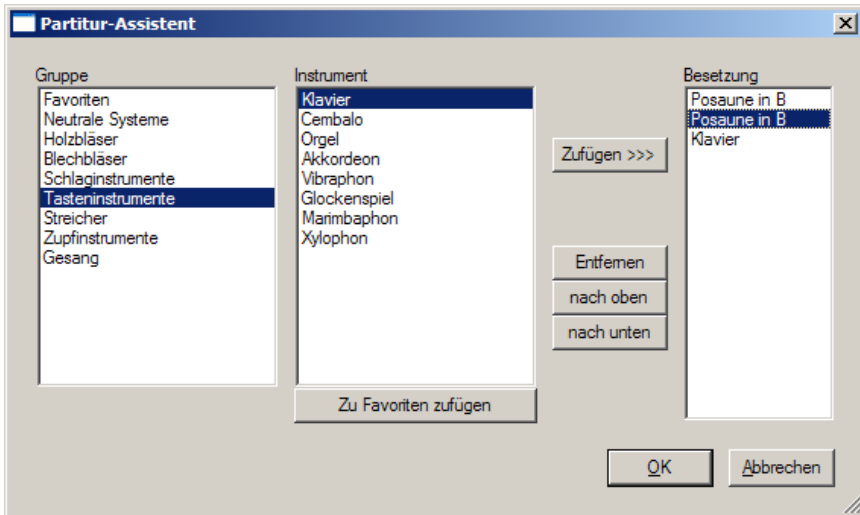 Partitur-Assistent
Gruppe
Favoriten
Neutrale Systeme
Holzbläser
Blechbläser
Schlaginstrumente
Tasteninstrumente
Streicher
Zupfinstrumente
Gesang
Instrument
Klavier
Cembalo
Orgel
Akkordeon
Vibraphon
Glockenspiel
Marimbaphon
Xylophon
Zu Favoriten zufügen
Zufügen >>>
Entfernen
nach oben
nach unten
Besetzung
Posaune in B
Posaune in B
Klavier
OK
Abbrechen